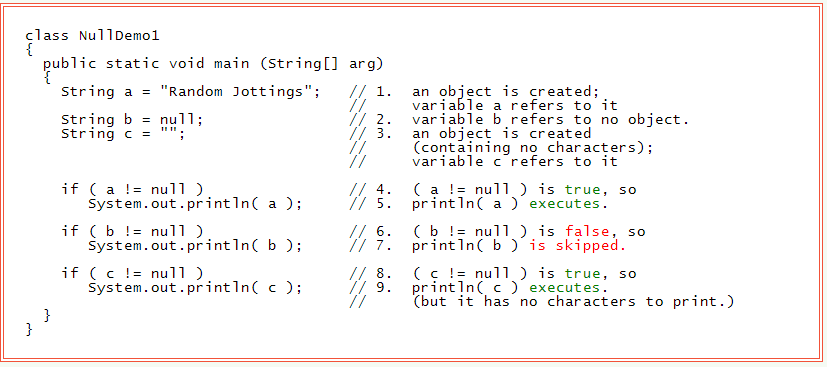 class NullDemo1
{
  public static void main (String[] arg)
  {
    String a = "Random Jottings";   // 1.  an object is created;
                                    //     variable a refers to it
    String b = null;                // 2.  variable b refers to no object.
    String c = "";                  // 3.  an object is created
                                    //     (containing no characters);
                                    //     variable c refers to it
    if ( a != null )                // 4.  ( a != null ) is true, so
       System.out.println( a );     // 5.  println( a ) executes.
    if ( b != null )                // 6.  ( b != null ) is false, so
       System.out.println( b );     // 7.  println( b ) is skipped.
    if ( c != null )                // 8.  ( c != null ) is true, so
       System.out.println( c );     // 9.  println( c ) executes.
                                    //     (but it has no characters to print.)
  }
}